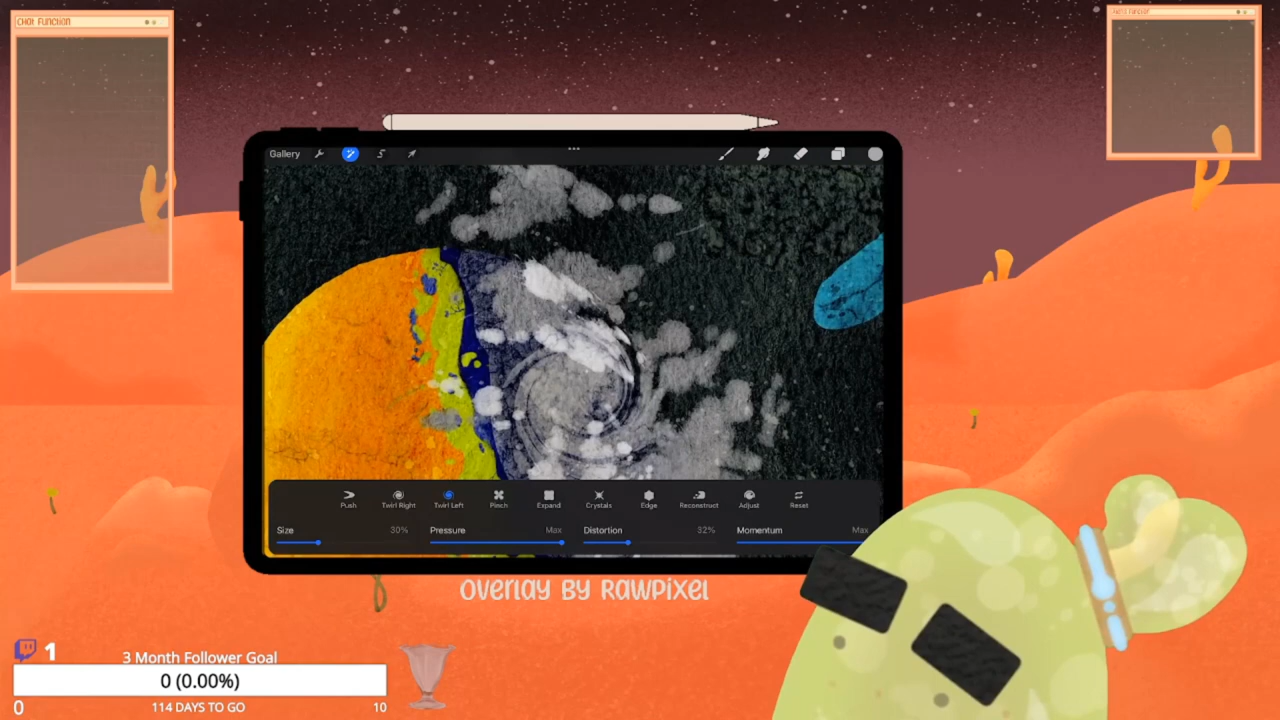 CHAT FUNCTION
Gallery
Push
Twirl Right
Twirl Left
Pinch
Expand
Crystals
Edge
Reconstruct
Adjust
Reset
Size 30% Pressure Max Distortion 32% Momentum Max
OVERLAY BY RAWPIXEL
1
3 Month Follower Goal
0 (0.00%)
0 114 DAYS TO GO 10